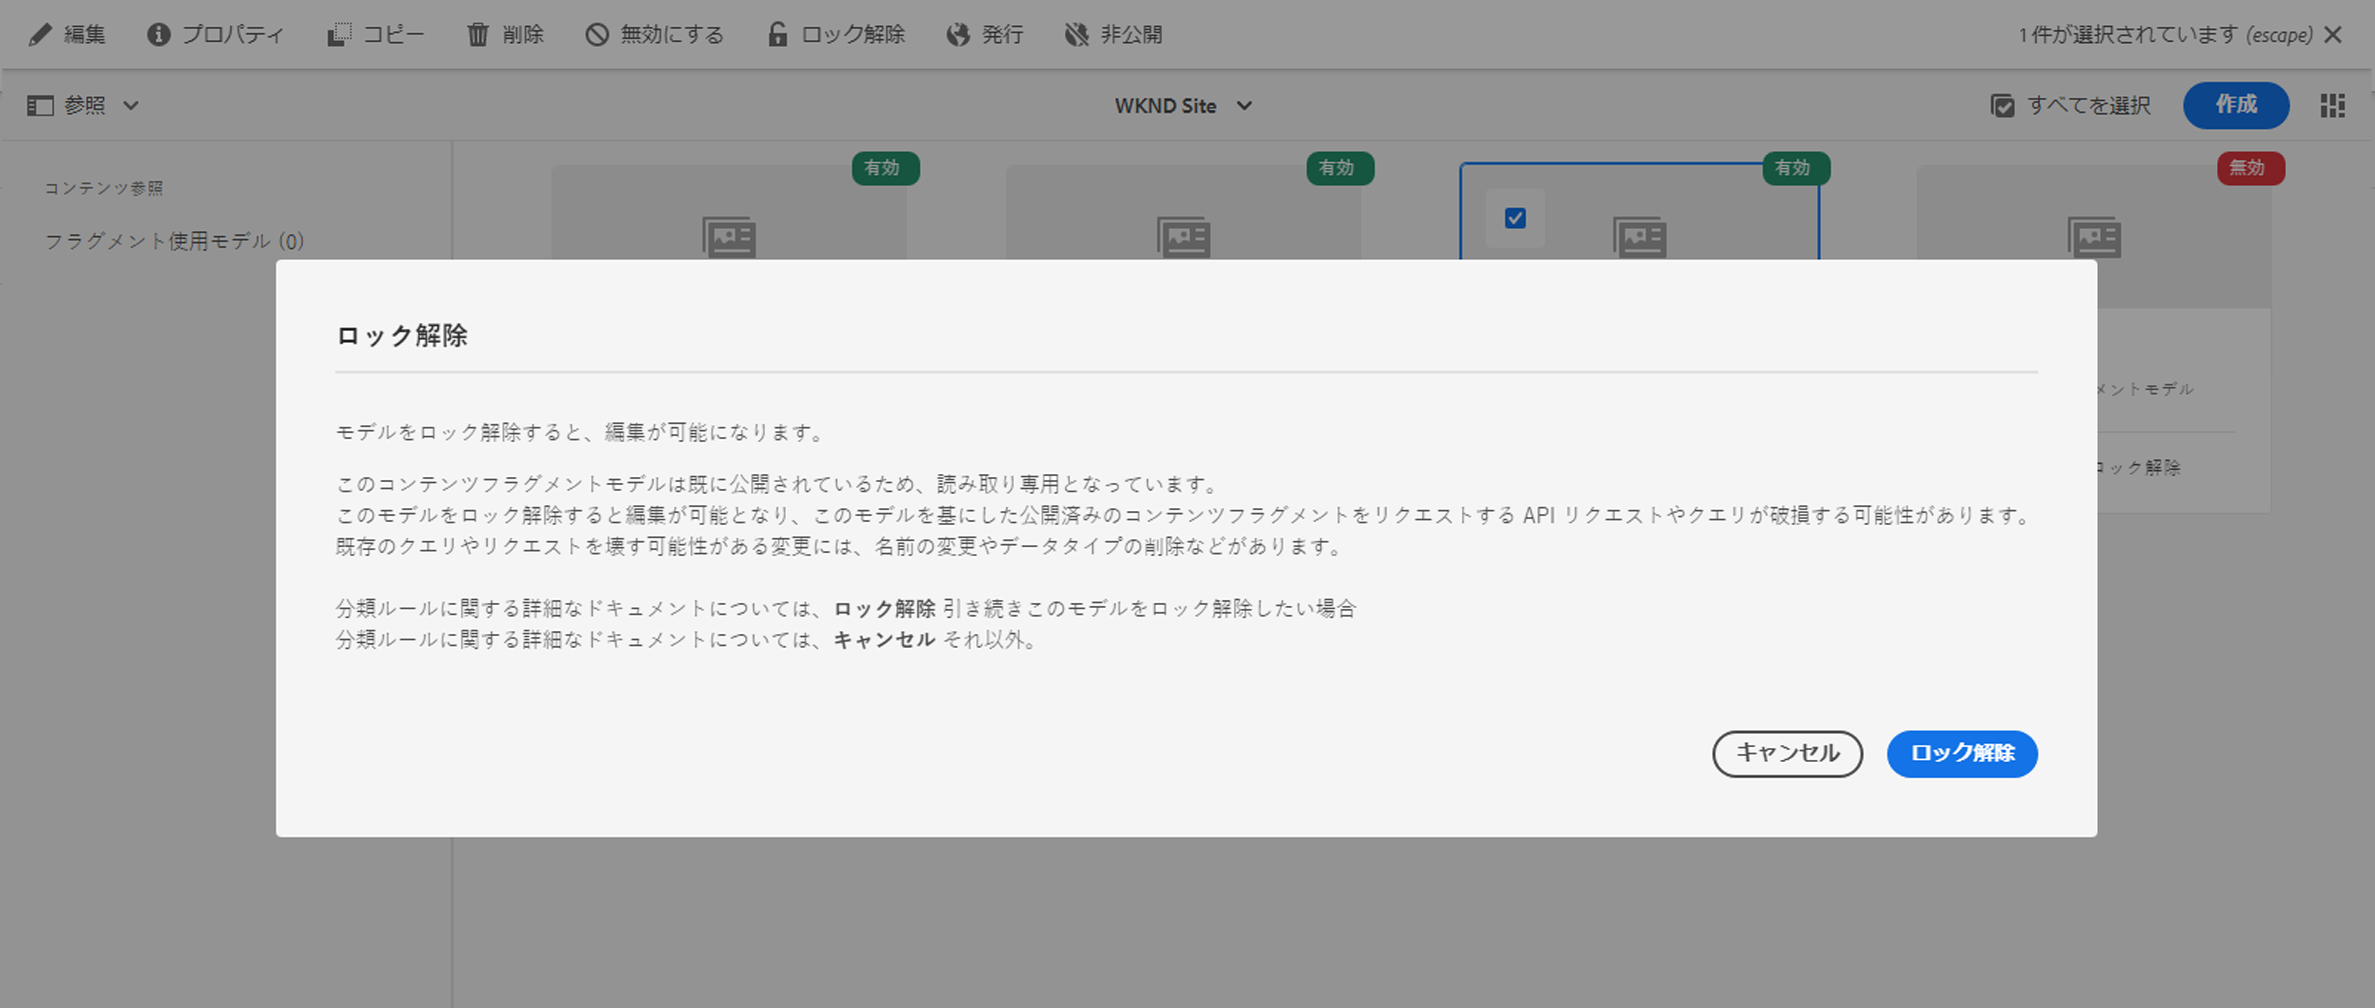 編集 プロパティ コピー 削除 無効にする ロック解除 発行 非公開 1 件が選択されています (escape)
参照 WKND Site すべてを選択 作成
有効 有効 有効 無効
コンテンツ参照
フラグメント使用モデル (0)
ロック解除
モデルをロック解除すると、編集が可能になります。
このコンテンツフラグメントモデルは既に公開されているため、読み取り専用となっています。
このモデルをロック解除すると編集が可能となり、このモデルを基にした公開済みのコンテンツフラグメントをリクエストする API リクエストやクエリが破損する可能性があります。
既存のクエリやリクエストを壊す可能性がある変更には、名前の変更やデータタイプの削除などがあります。
分類ルールに関する詳細なドキュメントについては、ロック解除 引き続きこのモデルをロック解除したい場合
分類ルールに関する詳細なドキュメントについては、キャンセル それ以外。
キャンセル ロック解除
メントモデル
ロック解除